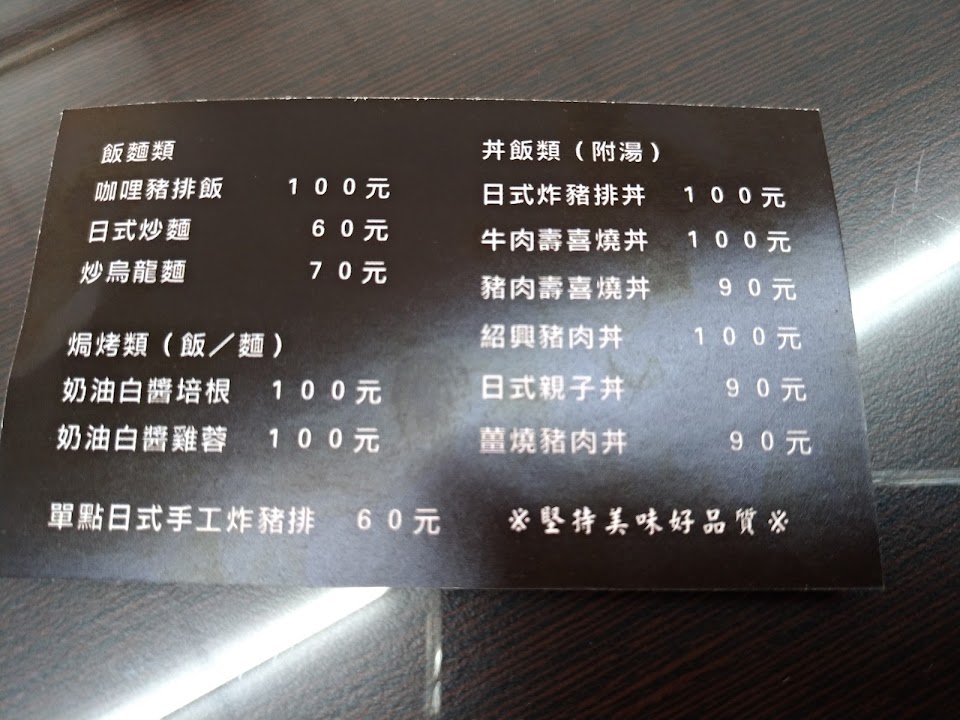 飯麵類
咖哩豬排飯 100元
日式炒麵 60元
炒烏龍麵 70元
焗烤類（飯／麵）
奶油白醬培根 100元
奶油白醬雞蓉 100元
單點日式手工炸豬排 60元
丼飯類（附湯）
日式炸豬排丼 100元
牛肉壽喜燒丼 100元
豬肉壽喜燒丼 90元
紹興豬肉丼 100元
日式親子丼 90元
薑燒豬肉丼 90元
※堅持美味好品質※